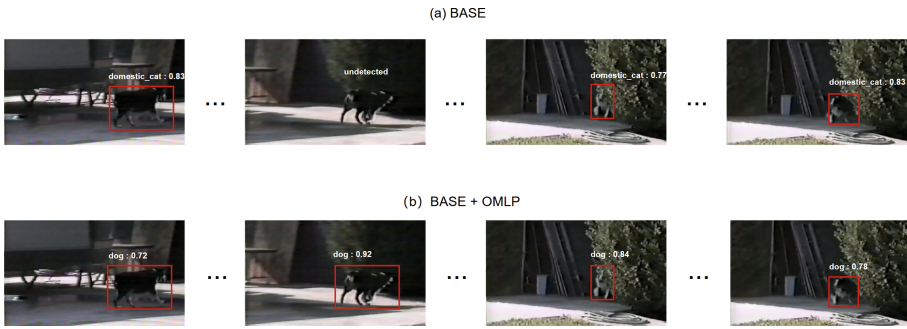 (a) BASE
domestic_cat : 0.83
undetected
domestic_cat : 0.77
domestic_cat : 0.83
... ... ...
(b) BASE + OMLP
dog : 0.72
dog : 0.92
dog : 0.84
dog : 0.78
... ... ...